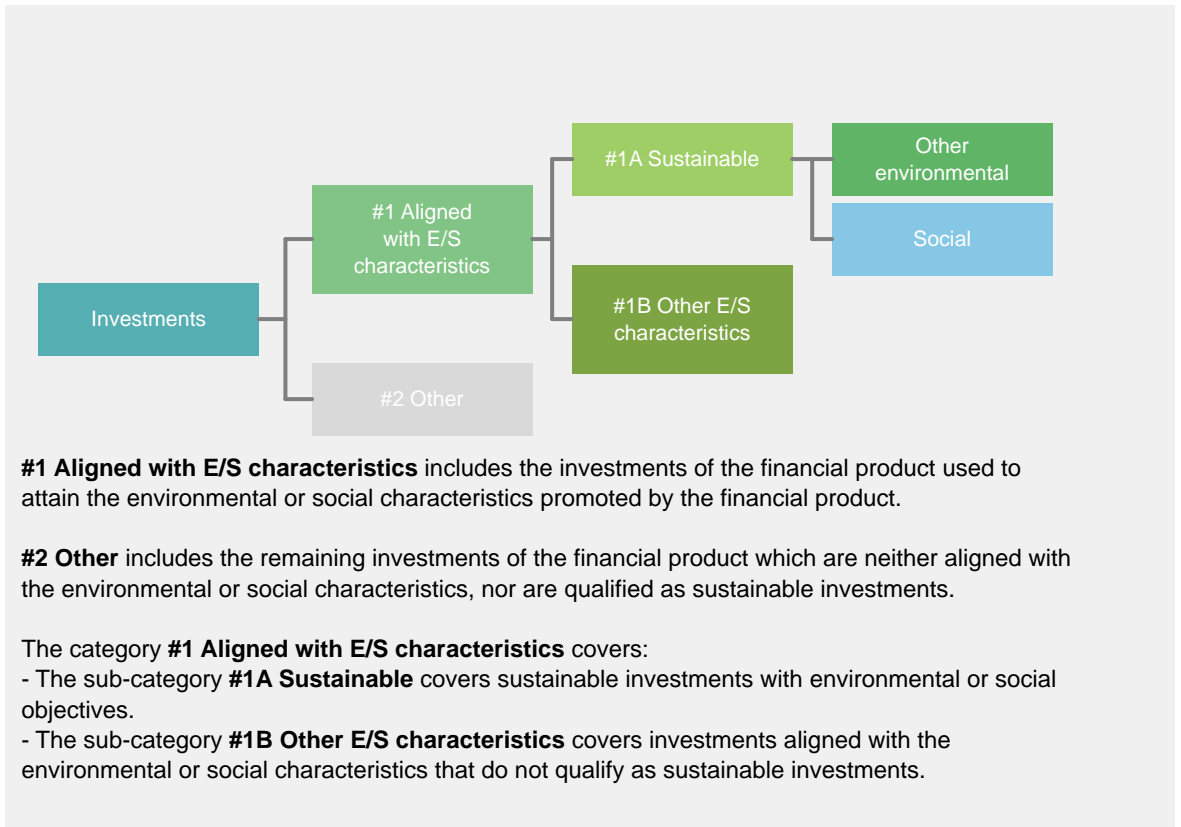 #1A Sustainable
Other
environmental
#1 Aligned
with E/S
characteristics
Social
Investments
#1B Other E/S
characteristics
#2 Other
#1 Aligned with E/S characteristics includes the investments of the financial product used to
attain the environmental or social characteristics promoted by the financial product.
#2 Other includes the remaining investments of the financial product which are neither aligned with
the environmental or social characteristics, nor are qualified as sustainable investments.
The category #1 Aligned with E/S characteristics covers:
- The sub-category #1A Sustainable covers sustainable investments with environmental or social
objectives.
- The sub-category #1B Other E/S characteristics covers investments aligned with the
environmental or social characteristics that do not qualify as sustainable investments.